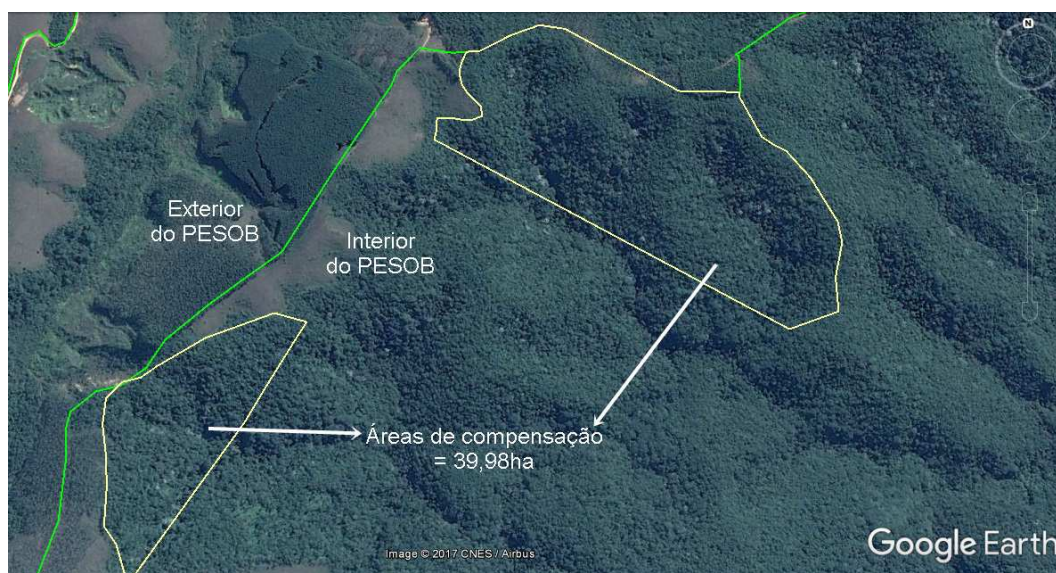 N
Exterior
do PESOB
Interior
do PESOB
Áreas de compensação
= 39,98ha
Image © 2017 CNES / Airbus
Google Earth